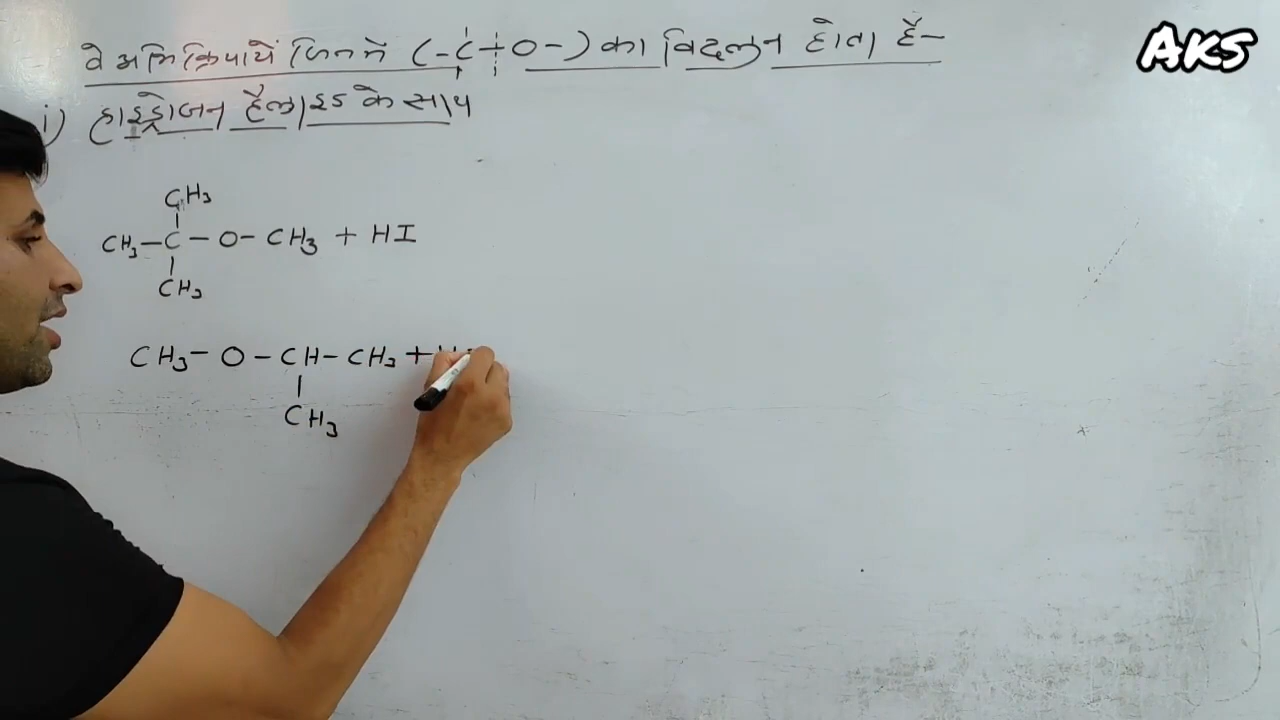 वे अभिक्रियायें जिनमें (-C+O-) का विदलन होता है-
AKS
i) हाइड्रोजन हैलाइड के साथ
CH3
CH3-C-O-CH3 + HI
CH3
CH3-O-CH-CH3 +
CH3